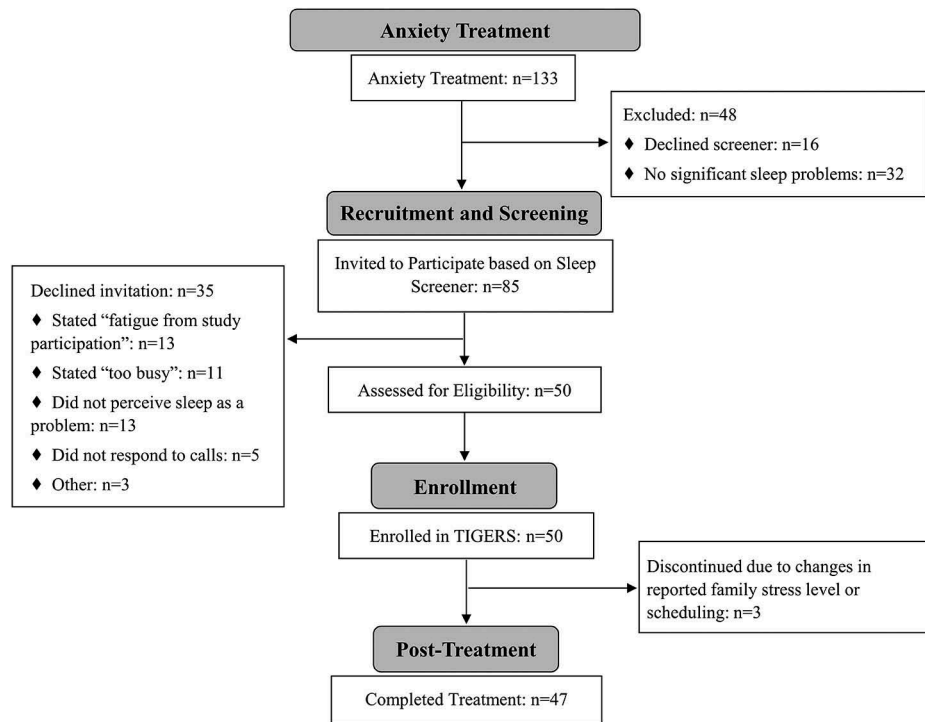 Anxiety Treatment
Anxiety Treatment: n=133
Excluded: n=48
♦ Declined screener: n=16
♦ No significant sleep problems: n=32
Recruitment and Screening
Invited to Participate based on Sleep
Screener: n=85
Declined invitation: n=35
♦ Stated “fatigue from study
participation”: n=13
♦ Stated “too busy”: n=11
♦ Did not perceive sleep as a
problem: n=13
♦ Did not respond to calls: n=5
♦ Other: n=3
Assessed for Eligibility: n=50
Enrollment
Enrolled in TIGERS: n=50
Discontinued due to changes in
reported family stress level or
scheduling: n=3
Post-Treatment
Completed Treatment: n=47